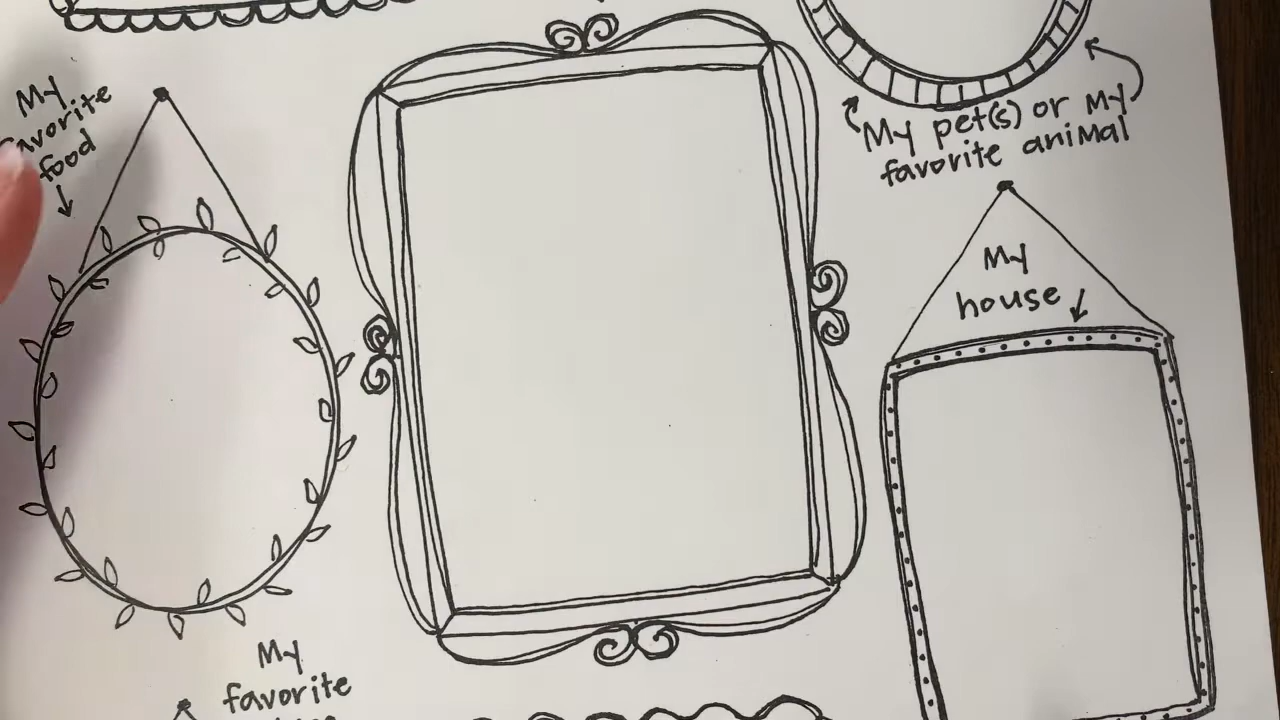 My
favorite
food
My pet(s) or my
favorite animal
My
house
My
favorite